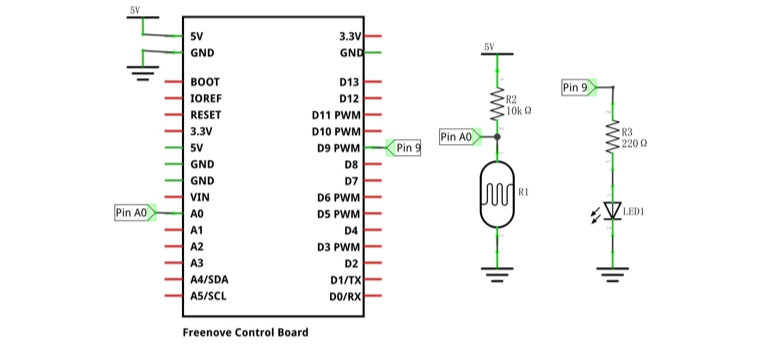 5V
5V
3.3V
GND
GND
BOOT
D13
IOREF
D12
RESET
D11 PWM
3.3V
D10 PWM
5V
D9 PWM
Pin 9
GND
D8
GND
D7
VIN
D6 PWM
Pin A0
A0
D5 PWM
A1
D4
A2
D3 PWM
A3
D2
A4/SDA
D1/TX
A5/SCL
D0/RX
Freenove Control Board
5V
R2
10k Ω
Pin A0
R1
Pin 9
R3
220 Ω
LED1